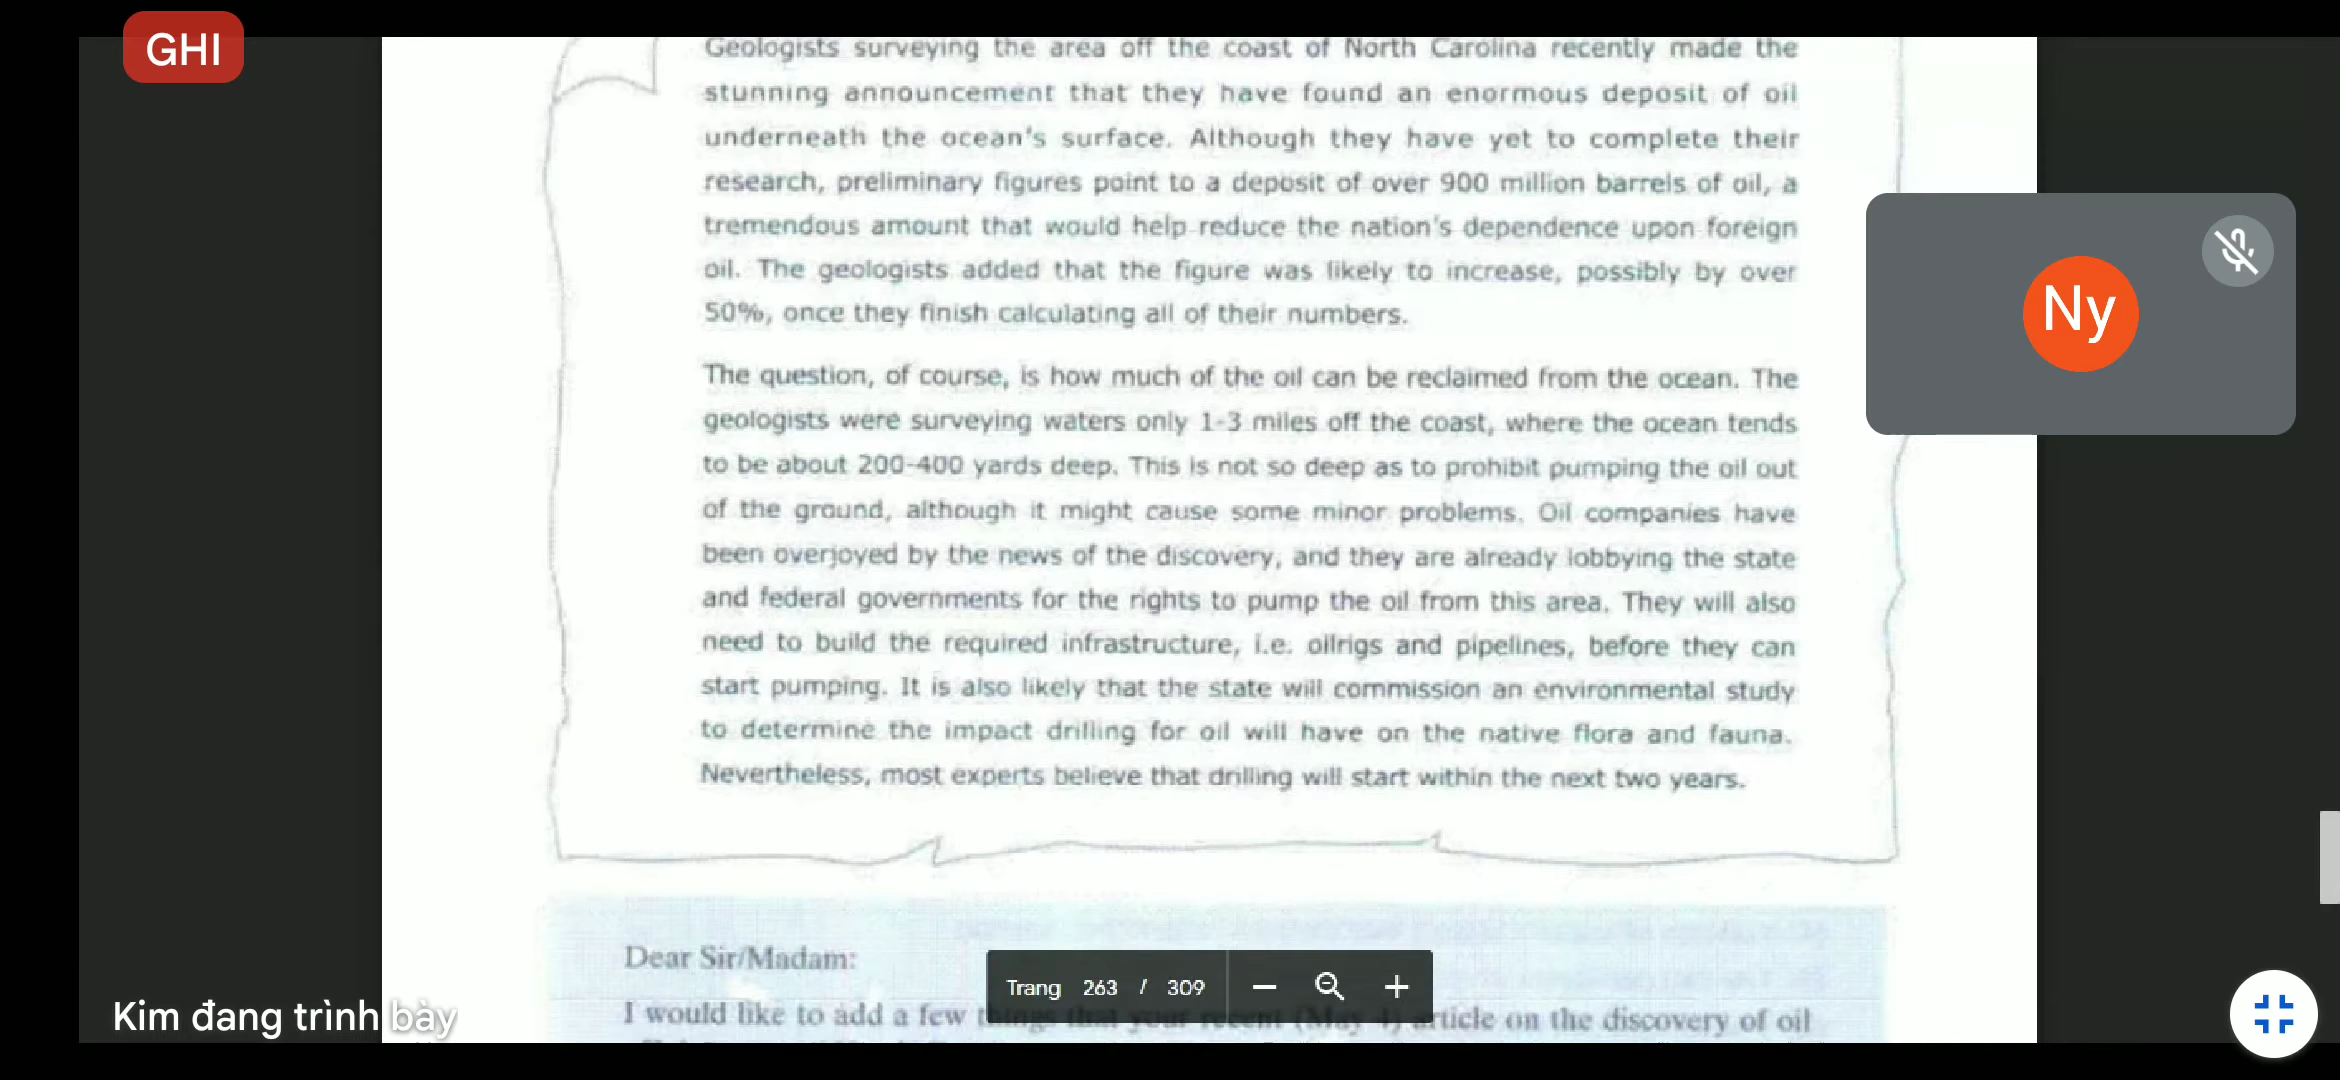 GHI
Geologists surveying the area off the coast of North Carolina recently made the
stunning announcement that they have found an enormous deposit of oil
underneath the ocean's surface. Although they have yet to complete their
research, preliminary figures point to a deposit of over 900 million barrels of oil, a
tremendous amount that would help reduce the nation's dependence upon foreign
oil. The geologists added that the figure was likely to increase, possibly by over
50%, once they finish calculating all of their numbers.
Ny
The question, of course, is how much of the oil can be reclaimed from the ocean. The
geologists were surveying waters only 1-3 miles off the coast, where the ocean tends
to be about 200-400 yards deep. This is not so deep as to prohibit pumping the oil out
of the ground, although it might cause some minor problems. Oil companies have
been overjoyed by the news of the discovery, and they are already lobbying the state
and federal governments for the rights to pump the oil from this area. They will also
need to build the required infrastructure, i.e. oilrigs and pipelines, before they can
start pumping. It is also likely that the state will commission an environmental study
to determine the impact drilling for oil will have on the native flora and fauna.
Nevertheless, most experts believe that drilling will start within the next two years.
Dear Sir/Madam:
Trang 263 / 309
I would like to add a few things that your recent (May 4) article on the discovery of oil
Kim đang trình bày